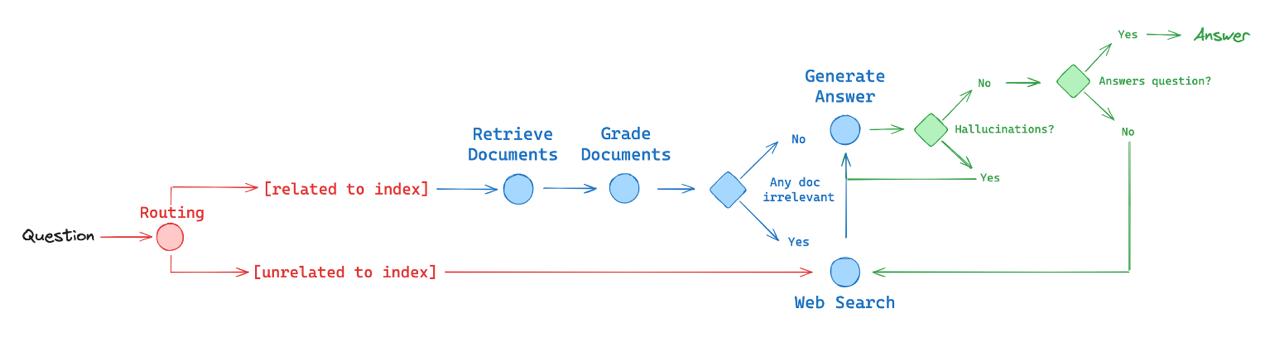 Question
Routing
[related to index]
[unrelated to index]
Retrieve
Documents
Grade
Documents
Any doc
irrelevant
No
Yes
Generate
Answer
Web Search
Hallucinations?
No
Yes
Answers question?
Yes
Answer
No